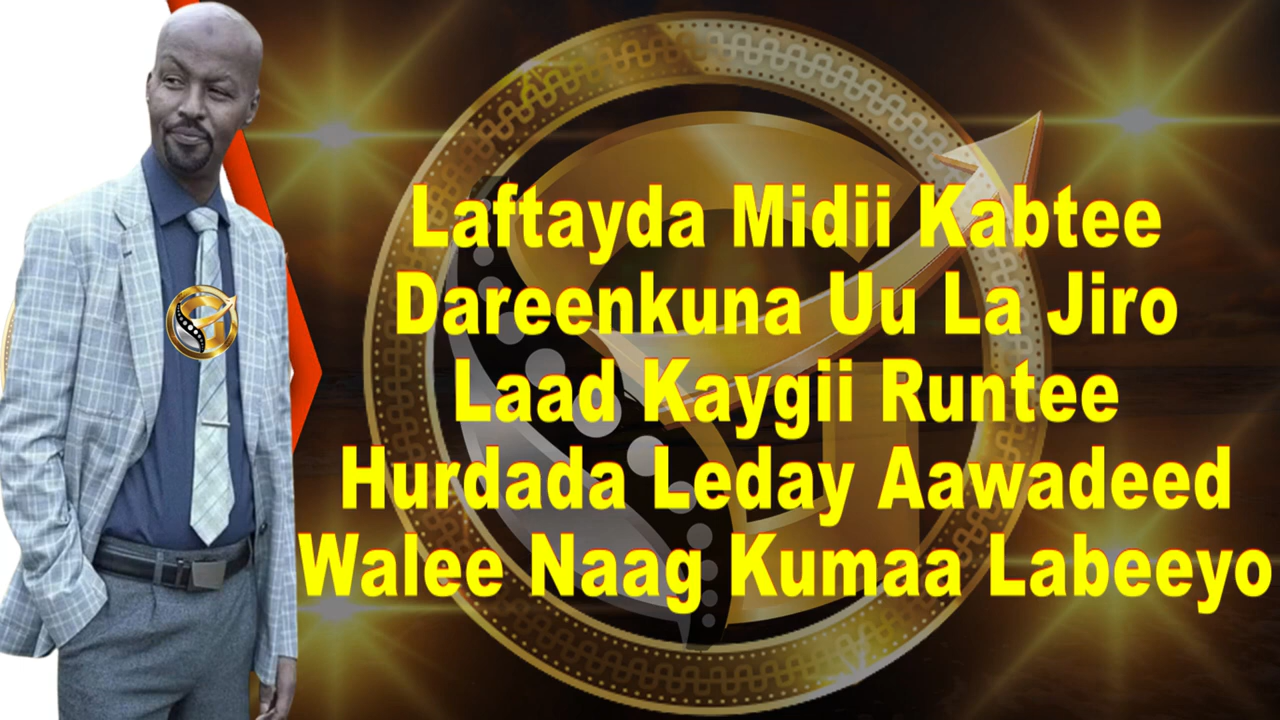 Laftayda Midii Kabtee
Dareenkuna Uu La Jiro
Laad Kaygii Runtee
Hurdada Leday Aawadeed
Walee Naag Kumaa Labeeyo